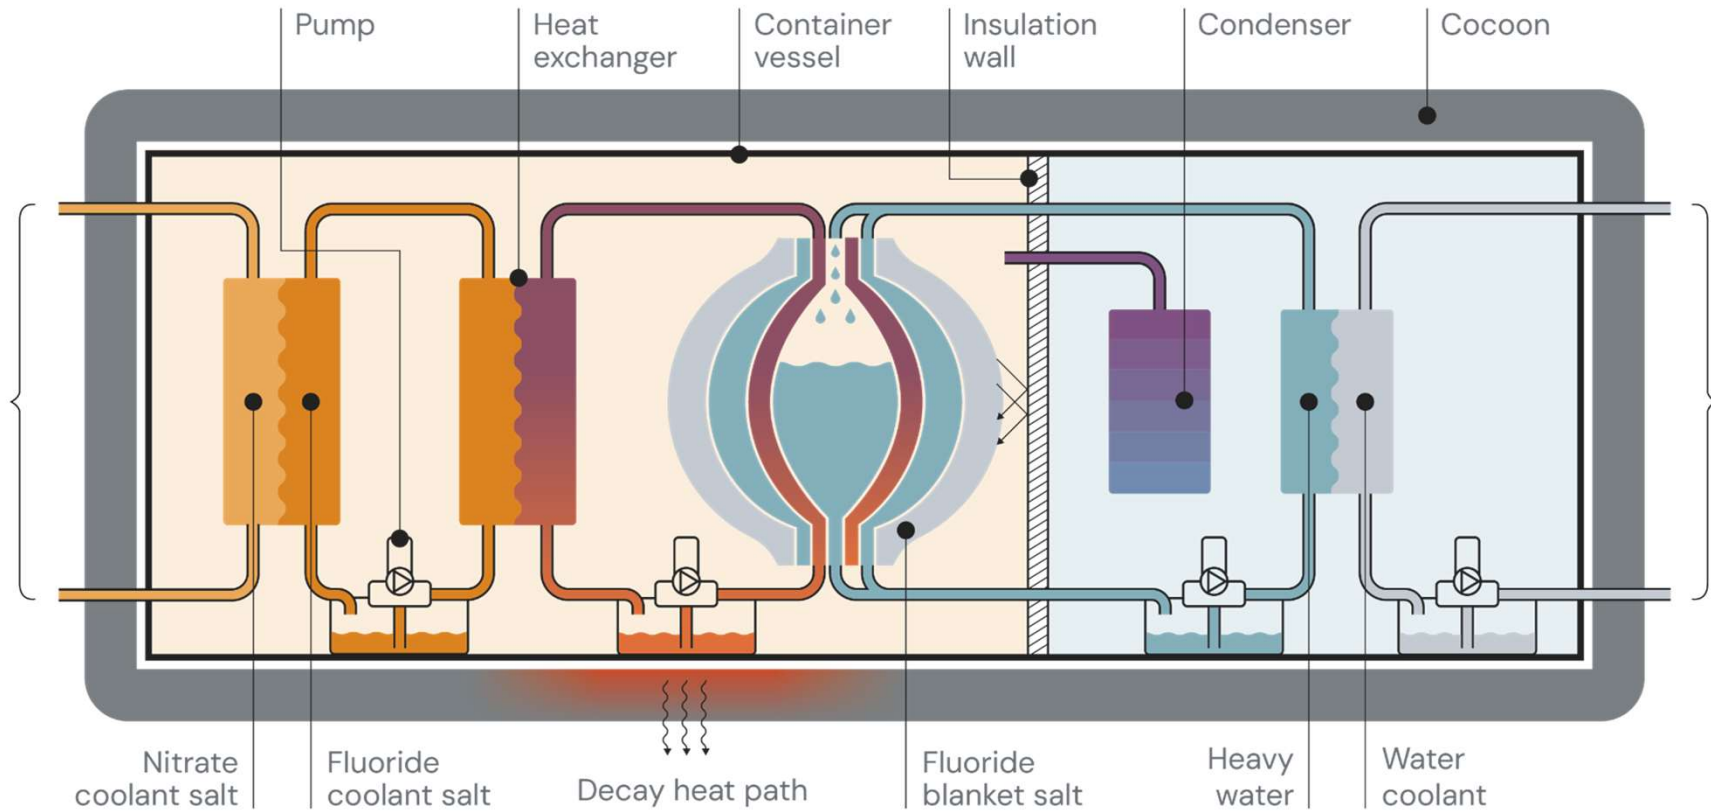 Pump
Heat
exchanger
Container
vessel
Insulation
wall
Condenser
Cocoon
Nitrate
coolant salt
Fluoride
coolant salt
Decay heat path
Fluoride
blanket salt
Heavy
water
Water
coolant